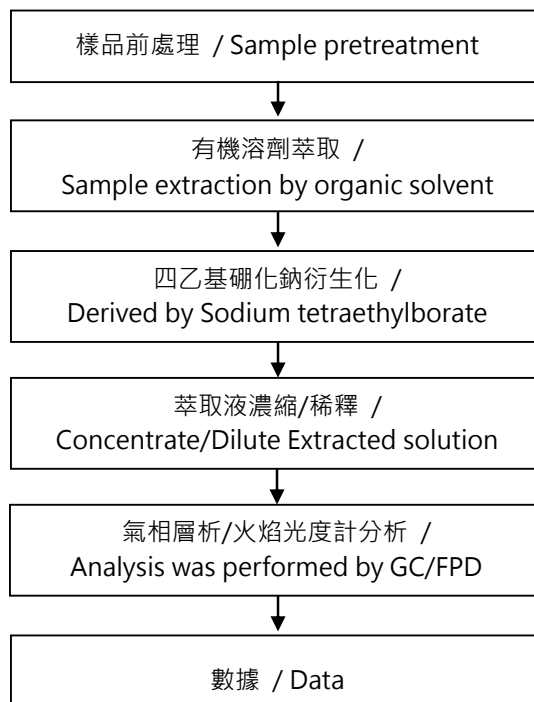 樣品前處理 / Sample pretreatment
有機溶劑萃取 /
Sample extraction by organic solvent
四乙基硼化鈉衍生化 /
Derived by Sodium tetraethylborate
萃取液濃縮/稀釋 /
Concentrate/Dilute Extracted solution
氣相層析/火焰光度計分析 /
Analysis was performed by GC/FPD
數據 / Data